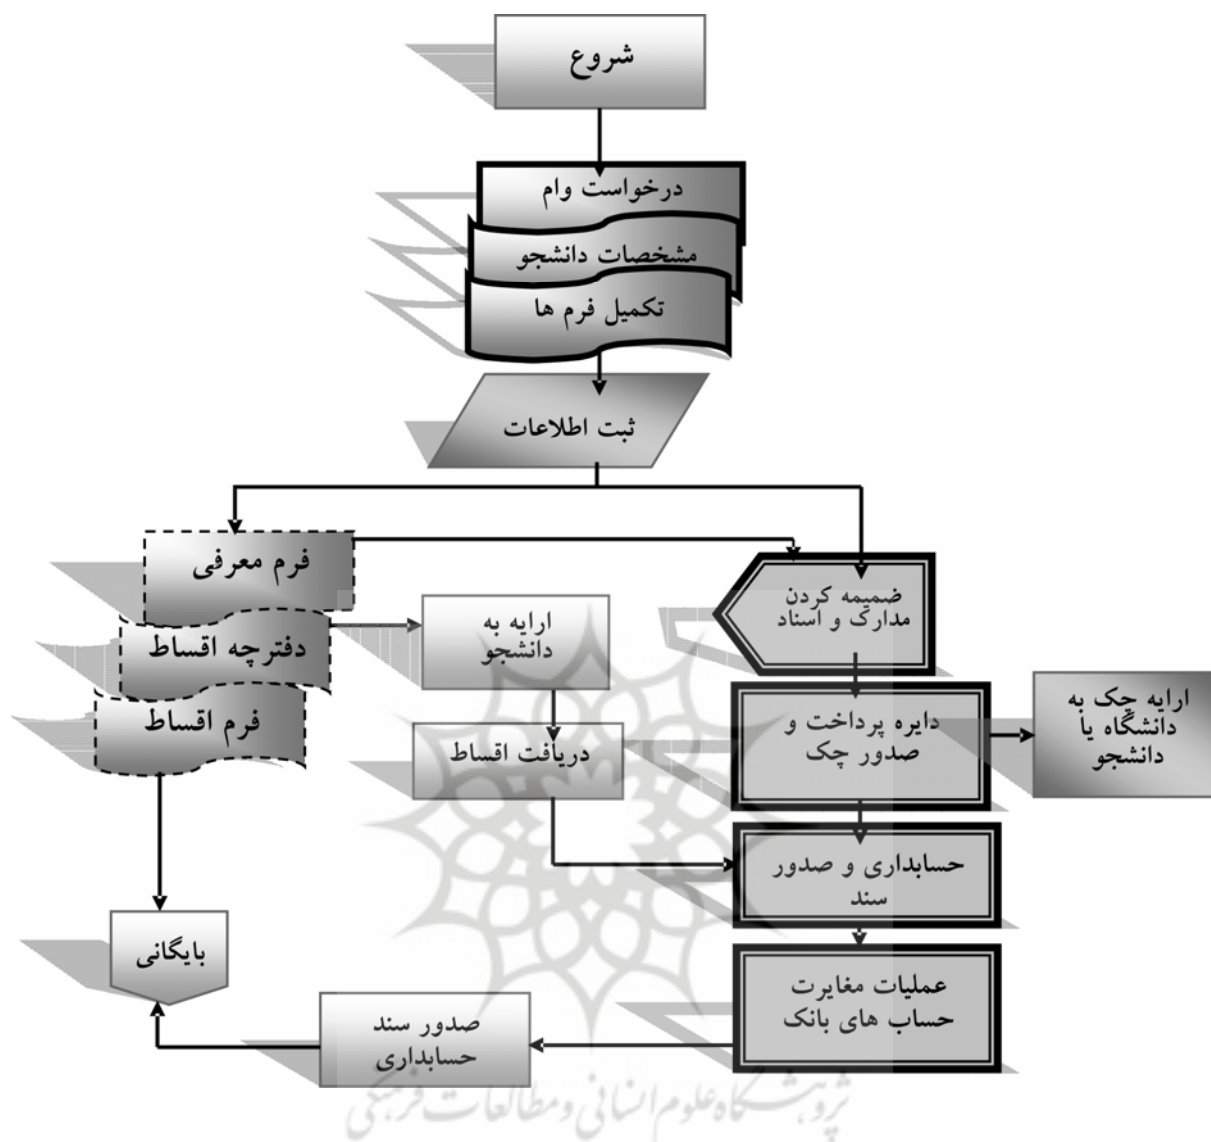 شروع
درخواست وام
مشخصات دانشجو
تکمیل فرم ها
ثبت اطلاعات
فرم معرفی
دفترچه اقساط
فرم اقساط
ارایه به
دانشجو
دریافت اقساط
ضمیمه کردن
مدارک و اسناد
دایره پرداخت و
صدور چک
ارایه چک به
دانشگاه یا
دانشجو
حسابداری و صدور
سند
عملیات مغایرت
حساب های بانک
صدور سند
حسابداری
بایگانی
پژوهشگاه علوم انسانی و مطالعات فرهنگی